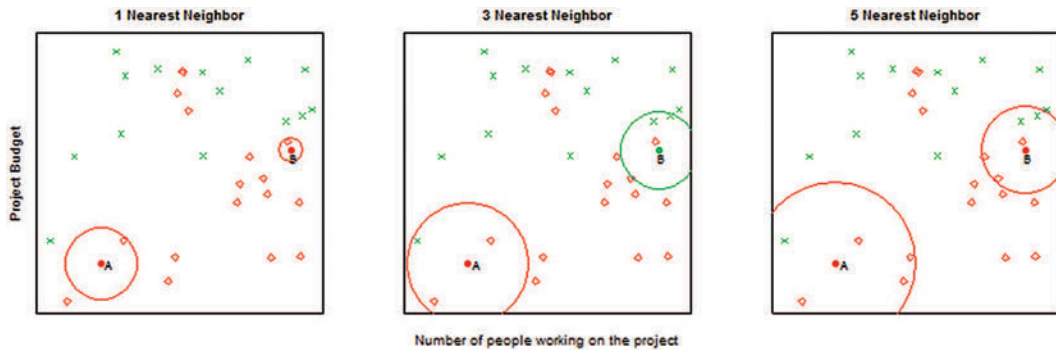 1 Nearest Neighbor
3 Nearest Neighbor
5 Nearest Neighbor
Project Budget
B
A
B
A
B
A
Number of people working on the project